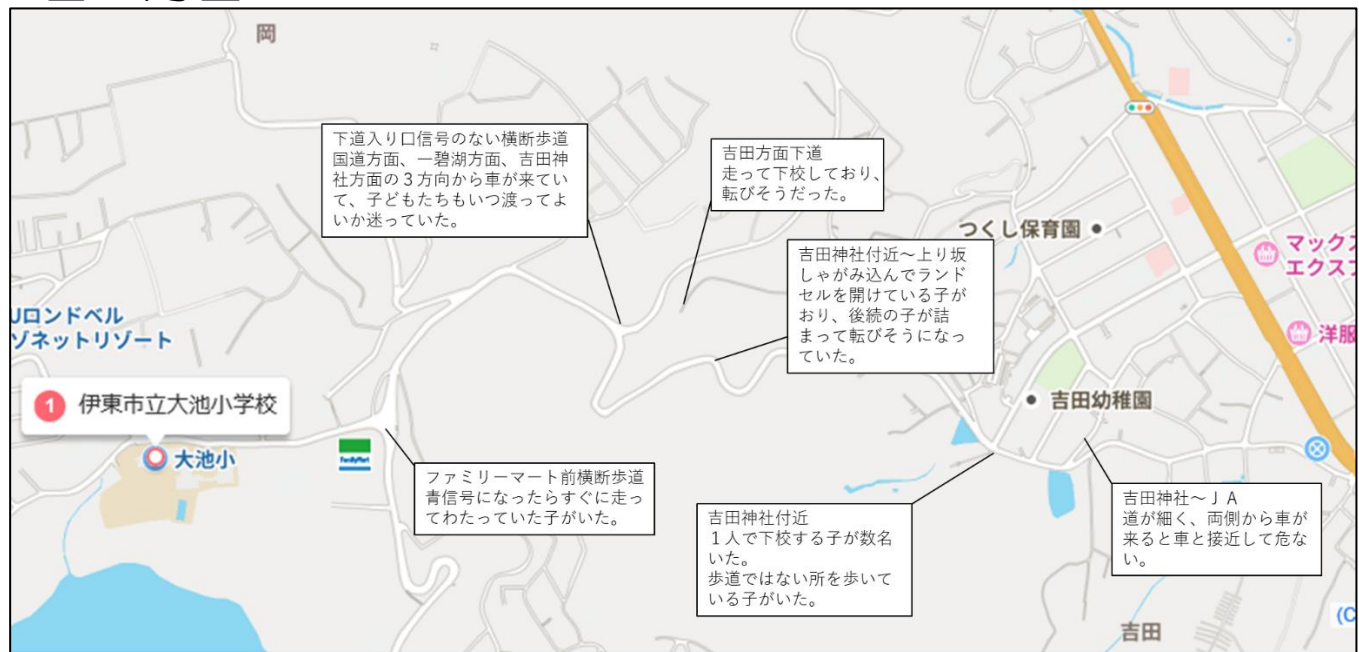 岡
下道入り口信号のない横断歩道
国道方面、一碧湖方面、吉田神
社方面の３方向から車が来てい
て、子どもたちもいつ渡ってよ
いか迷っていた。
吉田方面下道
走って下校しており、
転びそうだった。
つくし保育園
マックス
エクスプ
吉田神社付近～上り坂
しゃがみ込んでランド
セルを開けている子が
おり、後続の子が詰
まって転びそうになっ
ていた。
Uロンドベル
ゾネットリゾート
洋服
1 伊東市立大池小学校
吉田幼稚園
大池小
FamilyMart
ファミリーマート前横断歩道
青信号になったらすぐに走っ
てわたっていた子がいた。
吉田神社～ＪＡ
道が細く、両側から車が
来ると車と接近して危な
い。
吉田神社付近
１人で下校する子が数名
いた。
歩道ではない所を歩いて
いる子がいた。
吉田
(C